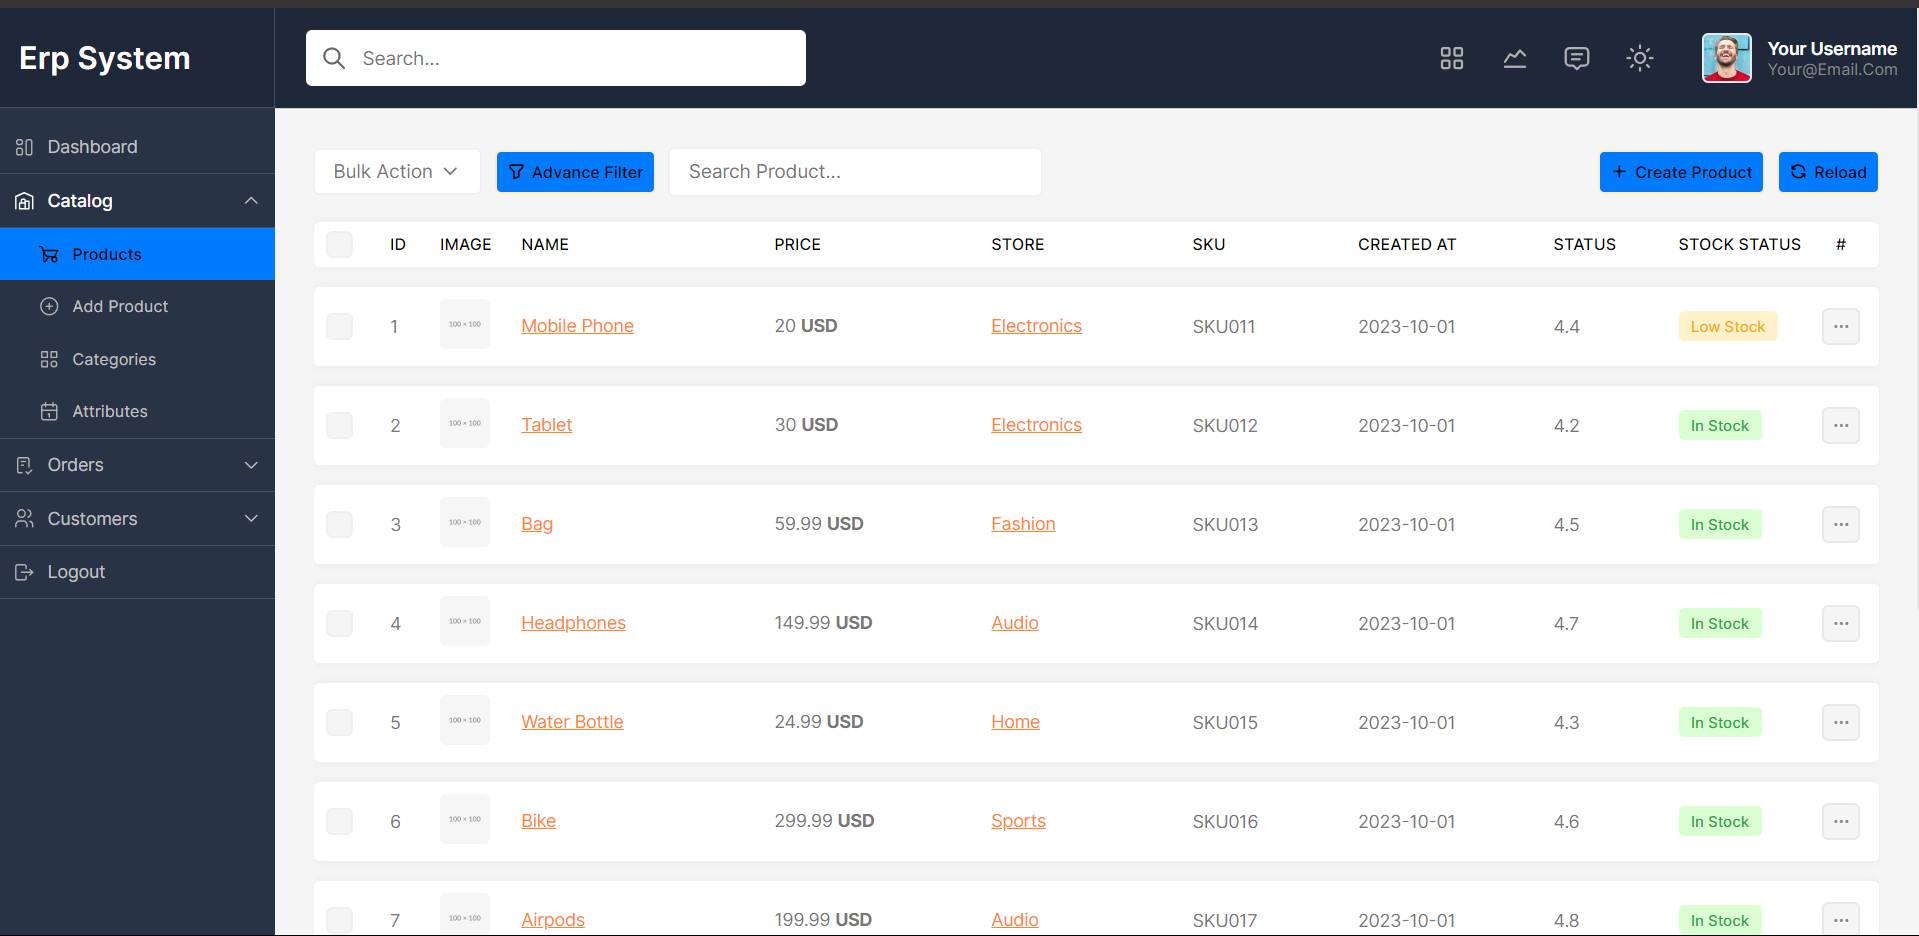 Erp System
Search...
Your Username
Your@Email.Com
Dashboard
Catalog
Products
Add Product
Categories
Attributes
Orders
Customers
Logout
Bulk Action
Advance Filter
Search Product...
Create Product
Reload
ID IMAGE NAME PRICE STORE SKU CREATED AT STATUS STOCK STATUS #
1 100 × 100 Mobile Phone 20 USD Electronics SKU011 2023-10-01 4.4 Low Stock
2 100 × 100 Tablet 30 USD Electronics SKU012 2023-10-01 4.2 In Stock
3 100 × 100 Bag 59.99 USD Fashion SKU013 2023-10-01 4.5 In Stock
4 100 × 100 Headphones 149.99 USD Audio SKU014 2023-10-01 4.7 In Stock
5 100 × 100 Water Bottle 24.99 USD Home SKU015 2023-10-01 4.3 In Stock
6 100 × 100 Bike 299.99 USD Sports SKU016 2023-10-01 4.6 In Stock
7 100 × 100 Airpods 199.99 USD Audio SKU017 2023-10-01 4.8 In Stock